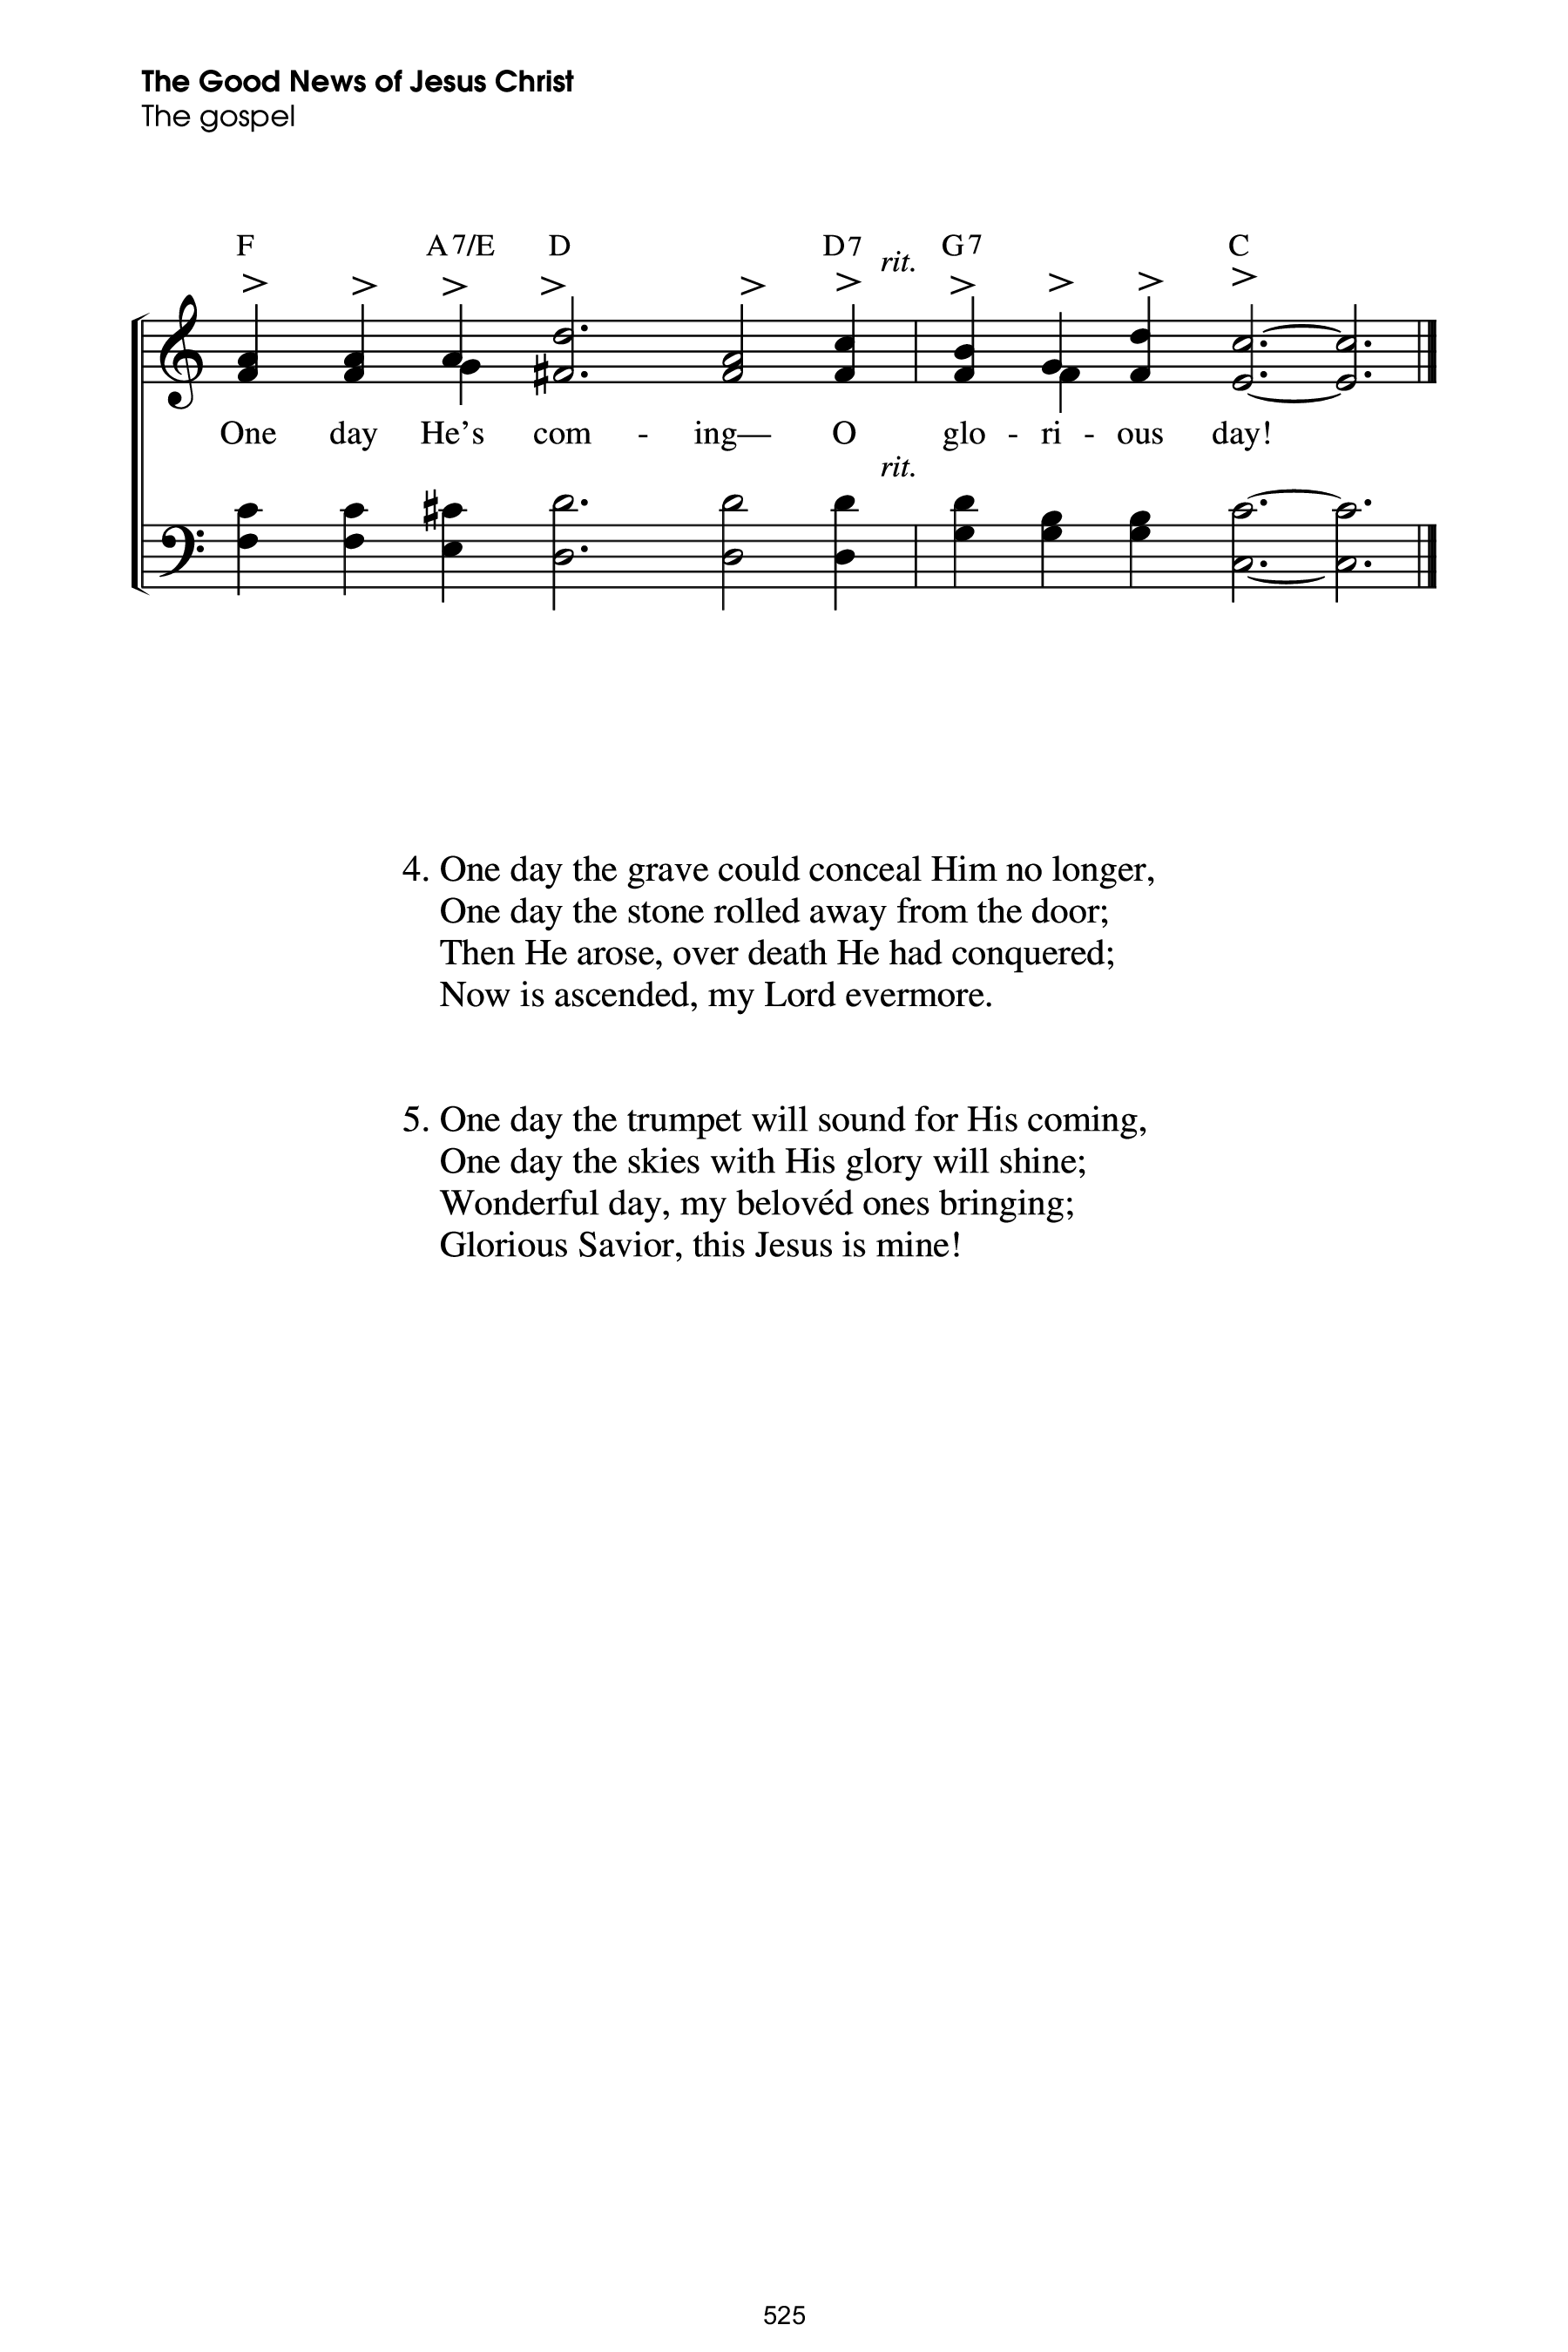 The Good News of Jesus Christ
The gospel
F A7/E D D7 rit. G7 C
One day He's com - ing— O glo - ri - ous day!
rit.
4. One day the grave could conceal Him no longer,
One day the stone rolled away from the door;
Then He arose, over death He had conquered;
Now is ascended, my Lord evermore.
5. One day the trumpet will sound for His coming,
One day the skies with His glory will shine;
Wonderful day, my belovéd ones bringing;
Glorious Savior, this Jesus is mine!
525